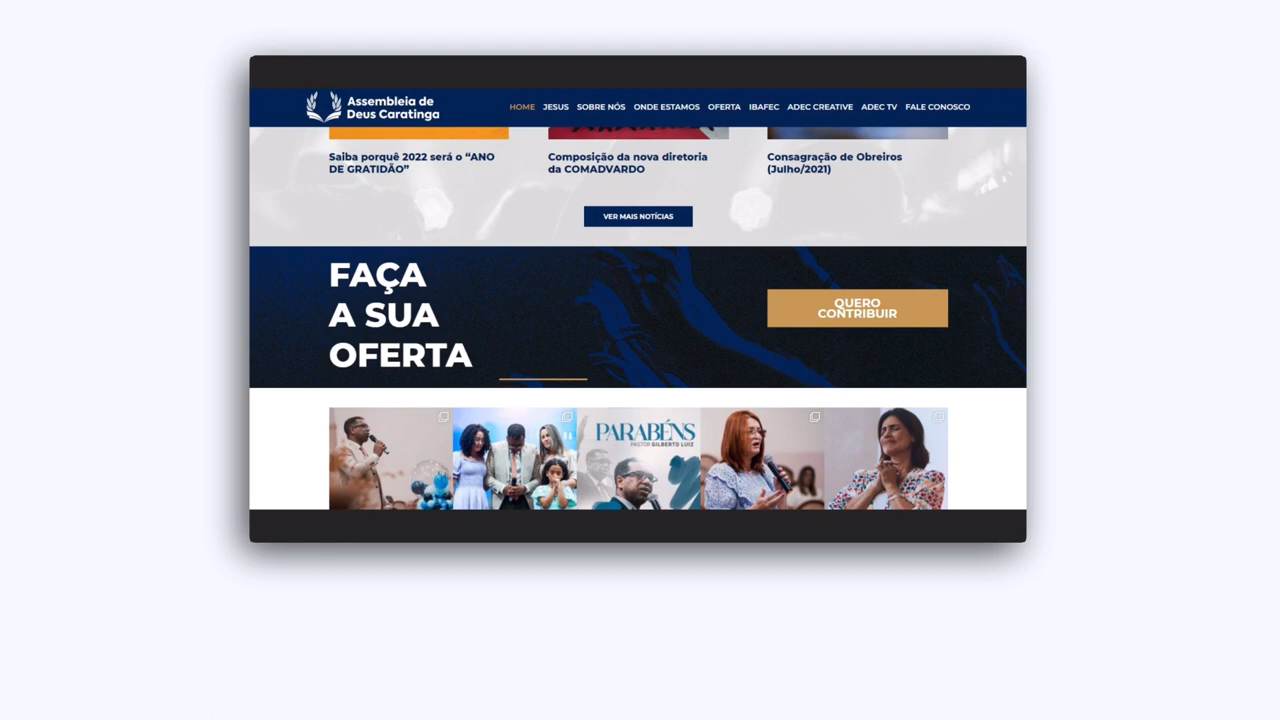 Assembleia de
Deus Caratinga
HOME JESUS SOBRE NÓS ONDE ESTAMOS OFERTA IBAFEC ADEC CREATIVE ADEC TV FALE CONOSCO
Saiba porquê 2022 será o “ANO
DE GRATIDÃO”
Composição da nova diretoria
da COMADVARDO
Consagração de Obreiros
(Julho/2021)
VER MAIS NOTÍCIAS
FAÇA
A SUA
OFERTA
QUERO
CONTRIBUIR
PARABÉNS
PASTOR GILBERTO LUIZ